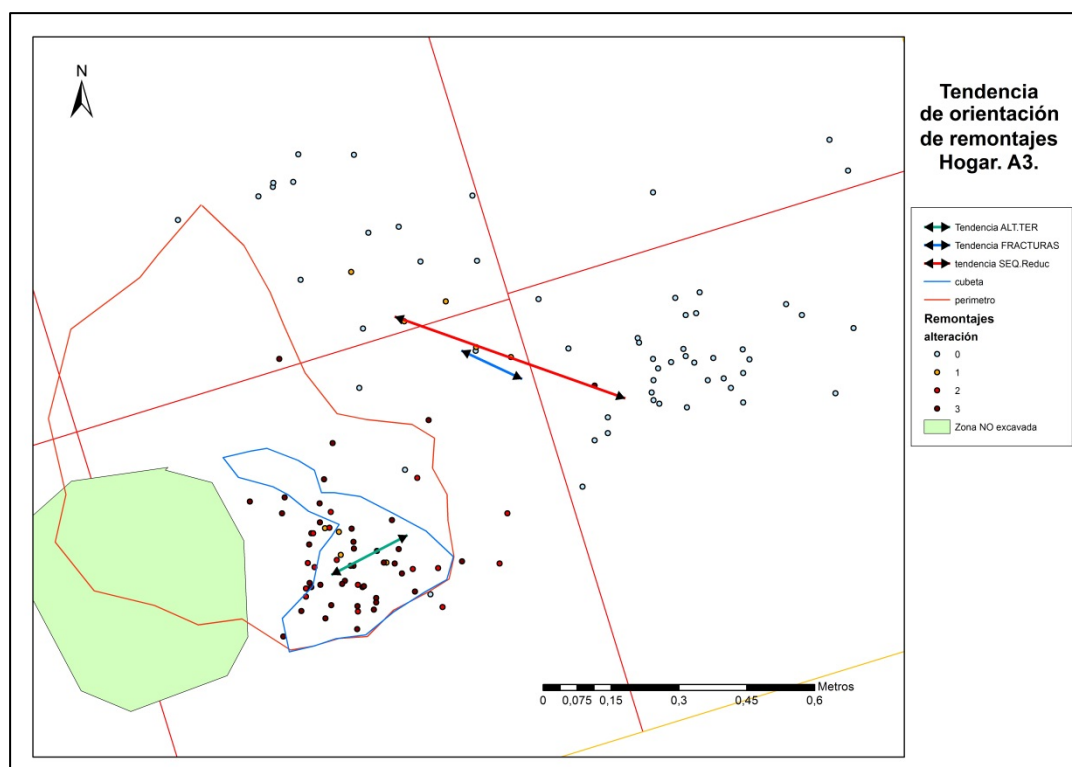 N
Tendencia
de orientación
de remontajes
Hogar. A3.
Tendencia ALT.TER
Tendencia FRACTURAS
tendencia SEQ.Reduc
cubeta
perimetro
Remontajes
alteración
0
1
2
3
Zona NO excavada
Metros
0 0,075 0,15 0,3 0,45 0,6